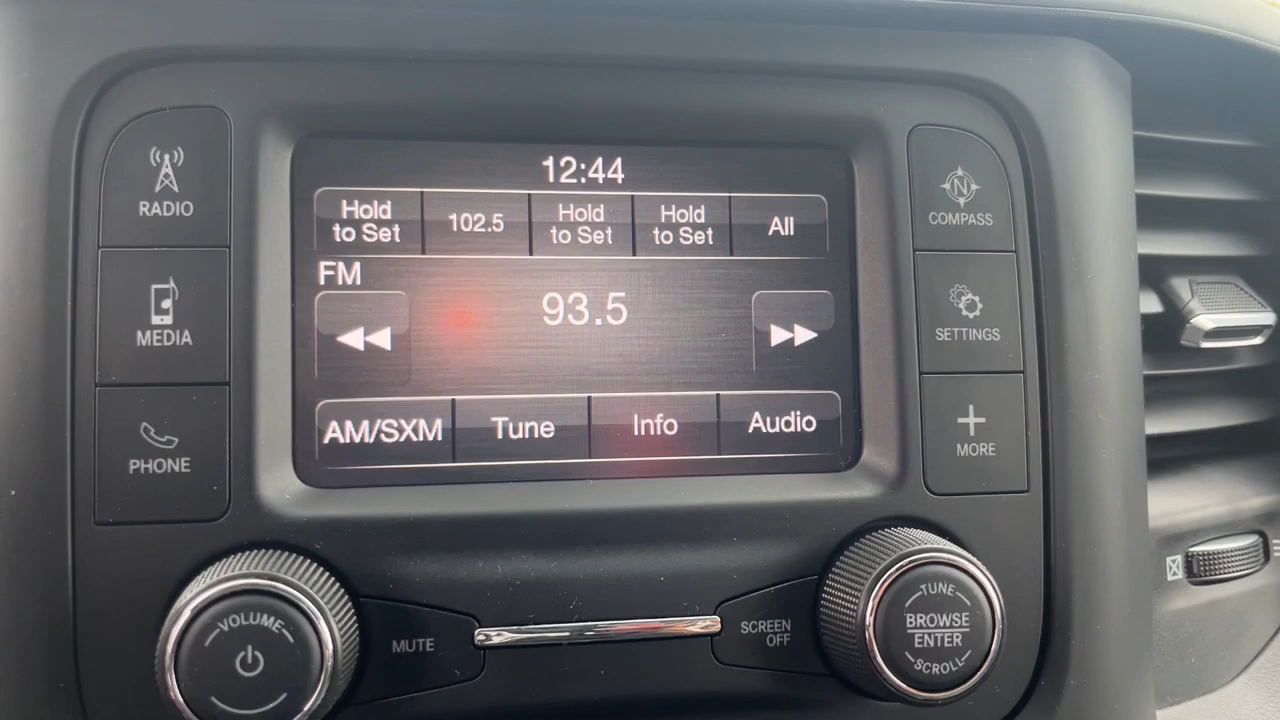 12:44
RADIO
Hold to Set
102.5
Hold to Set
Hold to Set
All
COMPASS
N
FM
93.5
MEDIA
SETTINGS
AM/SXM
Tune
Info
Audio
PHONE
MORE
VOLUME
MUTE
SCREEN OFF
TUNE
BROWSE
ENTER
SCROLL